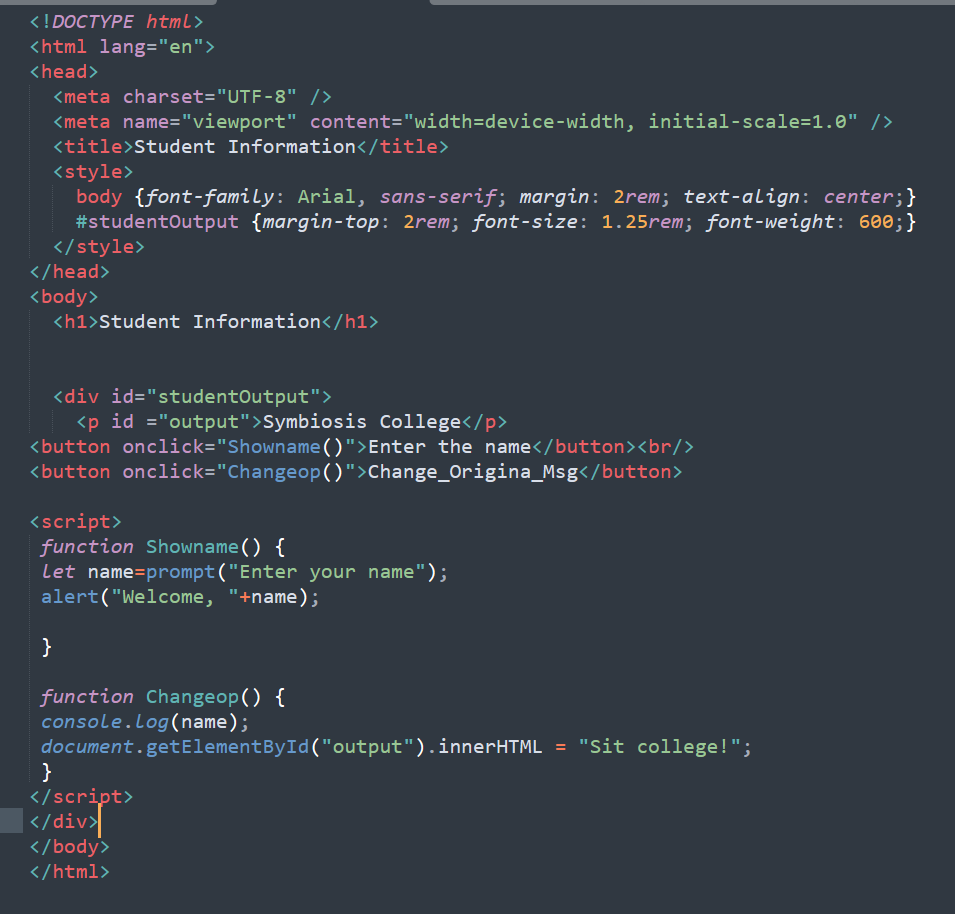 <!DOCTYPE html>
<html lang="en">
<head>
  <meta charset="UTF-8" />
  <meta name="viewport" content="width=device-width, initial-scale=1.0" />
  <title>Student Information</title>
  <style>
    body {font-family: Arial, sans-serif; margin: 2rem; text-align: center;}
    #studentOutput {margin-top: 2rem; font-size: 1.25rem; font-weight: 600;}
  </style>
</head>
<body>
  <h1>Student Information</h1>
  <div id="studentOutput">
    <p id ="output">Symbiosis College</p>
<button onclick="Showname()">Enter the name</button><br/>
<button onclick="Changeop()">Change_Origina_Msg</button>
<script>
 function Showname() {
 let name=prompt("Enter your name");
 alert("Welcome, "+name);
 }
 function Changeop() {
 console.log(name);
 document.getElementById("output").innerHTML = "Sit college!";
 }
</script>
</div>
</body>
</html>